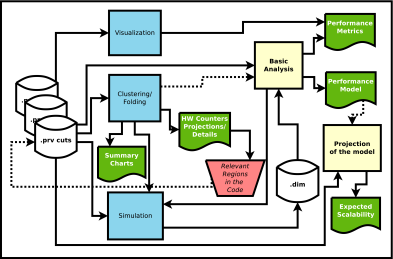 Visualization
Performance
Metrics
Basic
Analysis
Clustering/
Folding
Performance
Model
.prv cuts
HW Counters
Projections/
Details
Projection
of the model
Summary
Charts
Relevant
Regions
in the
Code
.dim
Simulation
Expected
Scalability